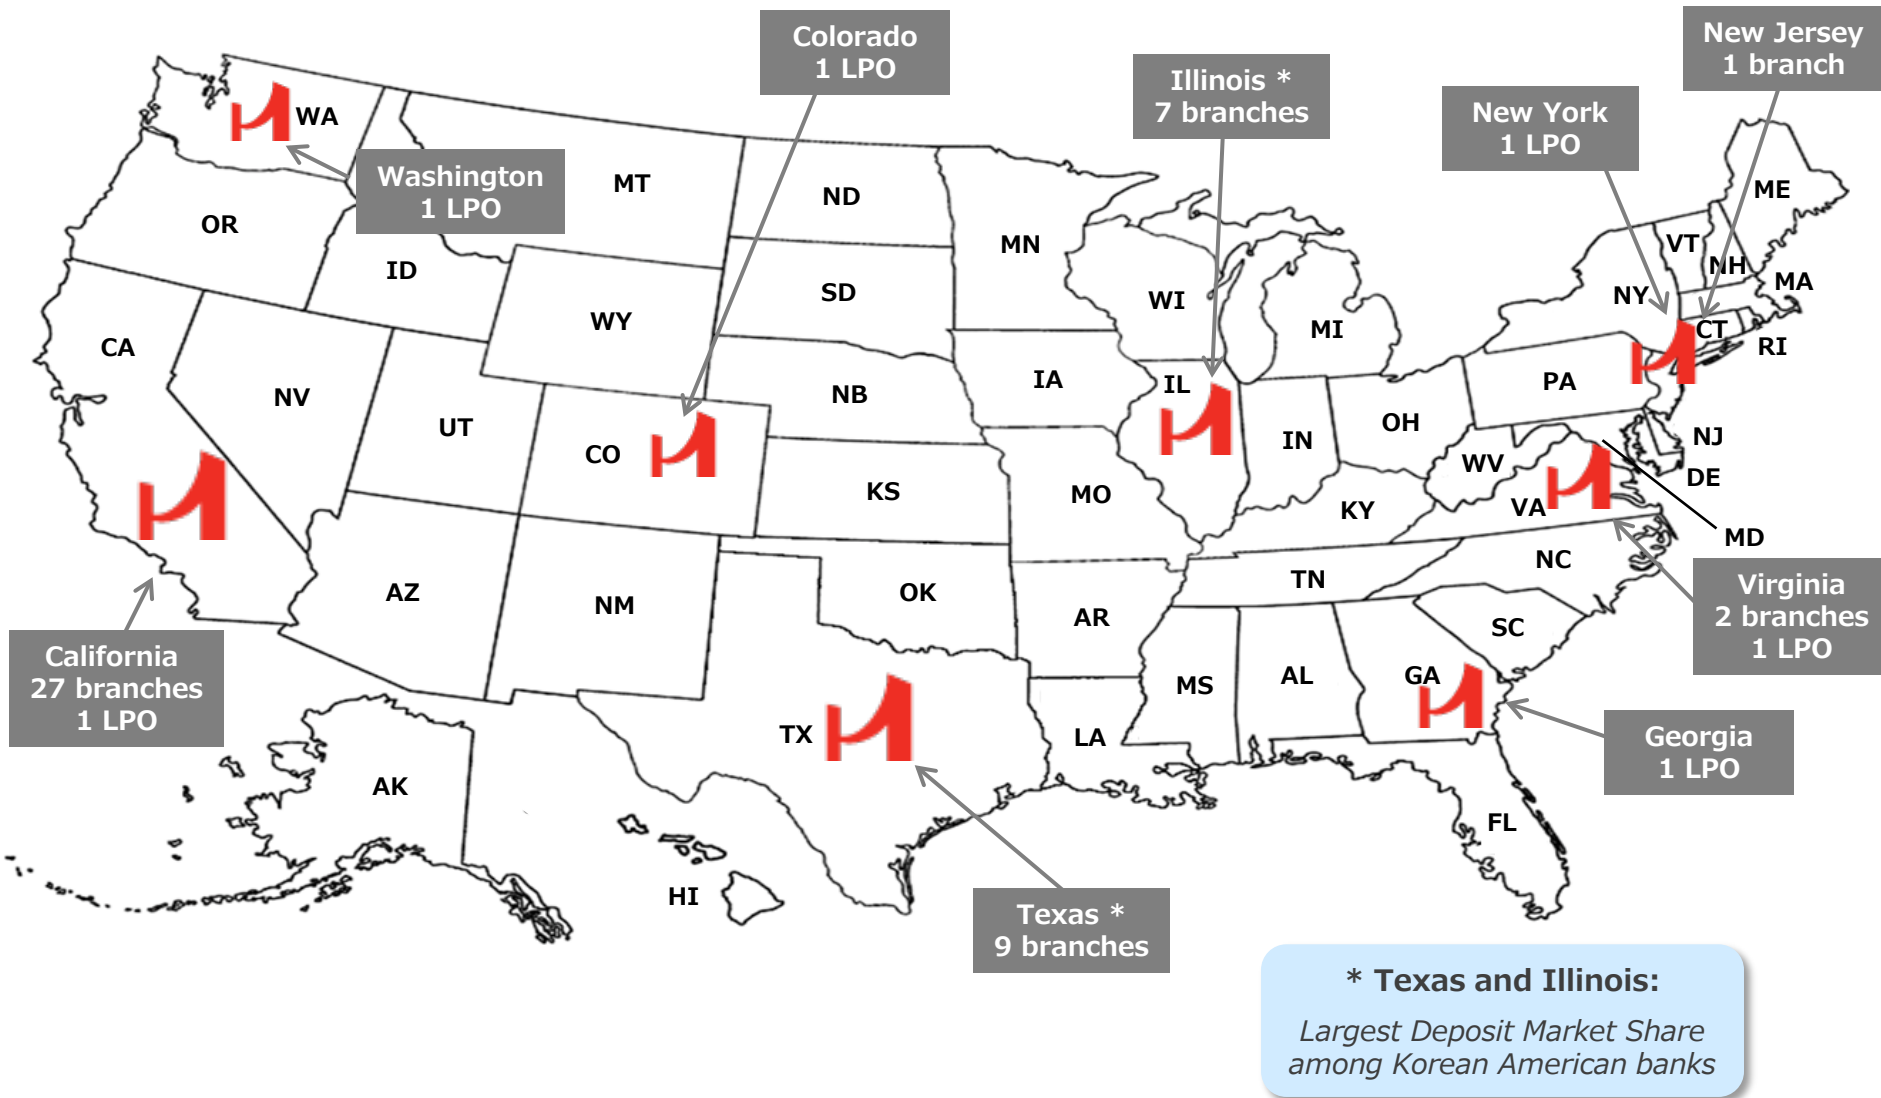 Colorado
1 LPO
New Jersey
1 branch
Illinois *
7 branches
New York
1 LPO
WA
Washington
1 LPO
MT
ND
MN
ME
OR
ID
SD
WI
VT
NH
MA
NY
WY
MI
CT
RI
CA
NV
UT
CO
NB
IA
IL
IN
OH
PA
NJ
DE
WV
VA
MD
KS
MO
KY
AZ
NM
OK
AR
TN
NC
SC
Virginia
2 branches
1 LPO
California
27 branches
1 LPO
TX
LA
MS
AL
GA
Georgia
1 LPO
AK
HI
FL
Texas *
9 branches
* Texas and Illinois:
Largest Deposit Market Share
among Korean American banks